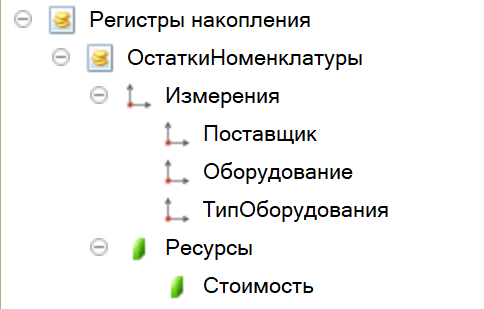 Регистры накопления
ОстаткиНоменклатуры
Измерения
Поставщик
Оборудование
ТипОборудования
Ресурсы
Стоимость